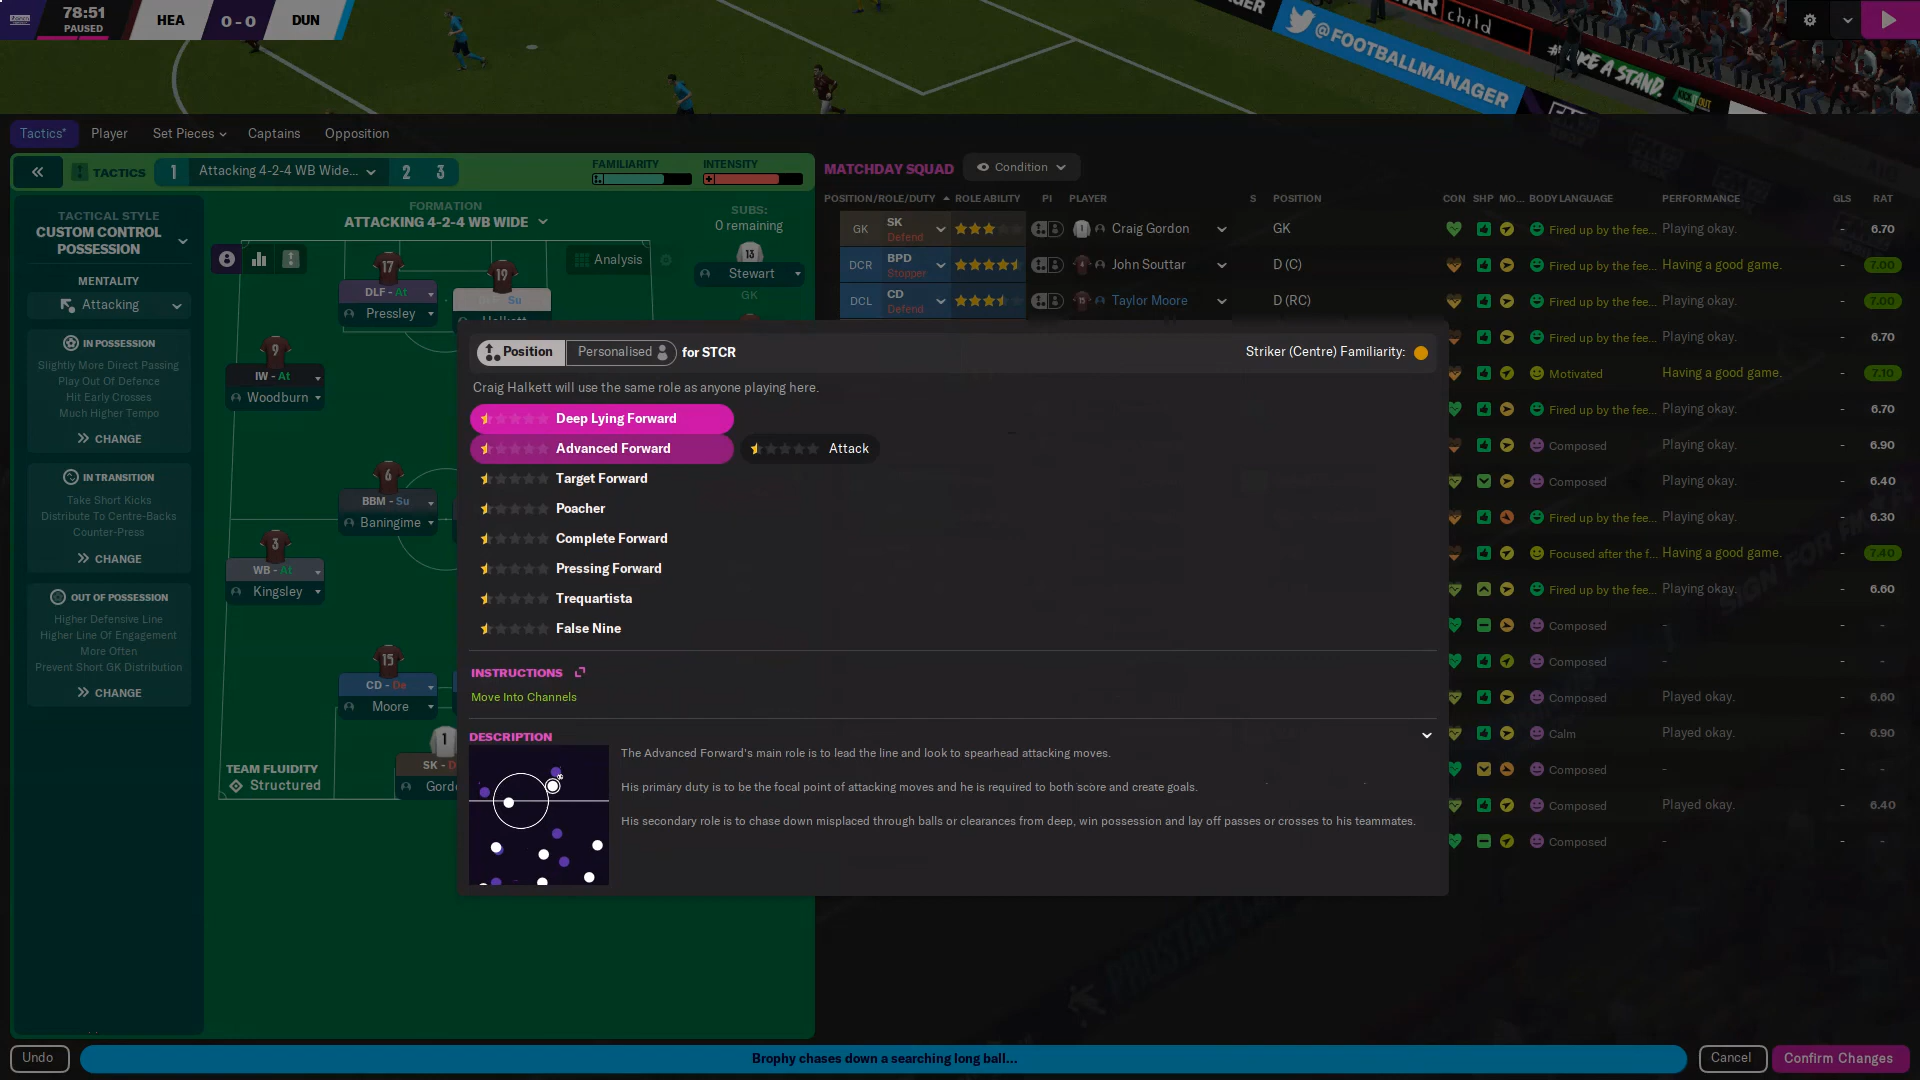 78:51
PAUSED
HEA
0 - 0
DUN
@FOOTBALLMANAGER
child
Tactics*
Player
Set Pieces
Captains
Opposition
TACTICS
1
Attacking 4-2-4 WB Wide...
2
3
FAMILIARITY
INTENSITY
TACTICAL STYLE
CUSTOM CONTROL
POSSESSION
MENTALITY
Attacking
IN POSSESSION
Slightly More Direct Passing
Play Out Of Defence
Hit Early Crosses
Much Higher Tempo
CHANGE
IN TRANSITION
Take Short Kicks
Distribute To Centre-Backs
Counter-Press
CHANGE
OUT OF POSSESSION
Higher Defensive Line
Higher Line Of Engagement
More Often
Prevent Short GK Distribution
CHANGE
FORMATION
ATTACKING 4-2-4 WB WIDE
SUBS:
0 remaining
Analysis
13
Stewart
GK
17
DLF - At
Pressley
19
Su
9
IW - At
Woodburn
6
BBM - Su
Baningime
3
WB - At
Kingsley
15
CD - De
Moore
1
SK - D
Gord
TEAM FLUIDITY
Structured
MATCHDAY SQUAD
Condition
POSITION/ROLE/DUTY ROLE ABILITY PI PLAYER S POSITION CON SHP MO... BODY LANGUAGE PERFORMANCE GLS RAT
GK SK Defend Craig Gordon GK Fired up by the fee... Playing okay. - 6.70
DCR BPD Stopper John Souttar D (C) Fired up by the fee... Having a good game. - 7.00
DCL CD Defend Taylor Moore D (RC) Fired up by the fee... Having a good game. - 7.00
Fired up by the fee... Playing okay. - 6.70
Motivated Having a good game. - 7.10
Fired up by the fee... Playing okay. - 6.70
Composed Playing okay. - 6.90
Composed Playing okay. - 6.40
Fired up by the fee... Playing okay. - 6.30
Focused after the f... Having a good game. - 7.40
Fired up by the fee... Playing okay. - 6.60
Composed - - -
Composed - - -
Composed Played okay. - 6.60
Calm Played okay. - 6.90
Composed - - -
Composed Played okay. - 6.40
Composed - - -
Position
Personalised
for STCR
Striker (Centre) Familiarity:
Craig Halkett will use the same role as anyone playing here.
Deep Lying Forward
Advanced Forward
Attack
Target Forward
Poacher
Complete Forward
Pressing Forward
Trequartista
False Nine
INSTRUCTIONS
Move Into Channels
DESCRIPTION
The Advanced Forward's main role is to lead the line and look to spearhead attacking moves.
His primary duty is to be the focal point of attacking moves and he is required to both score and create goals.
His secondary role is to chase down misplaced through balls or clearances from deep, win possession and lay off passes or crosses to his teammates.
Undo
Brophy chases down a searching long ball...
Cancel
Confirm Changes